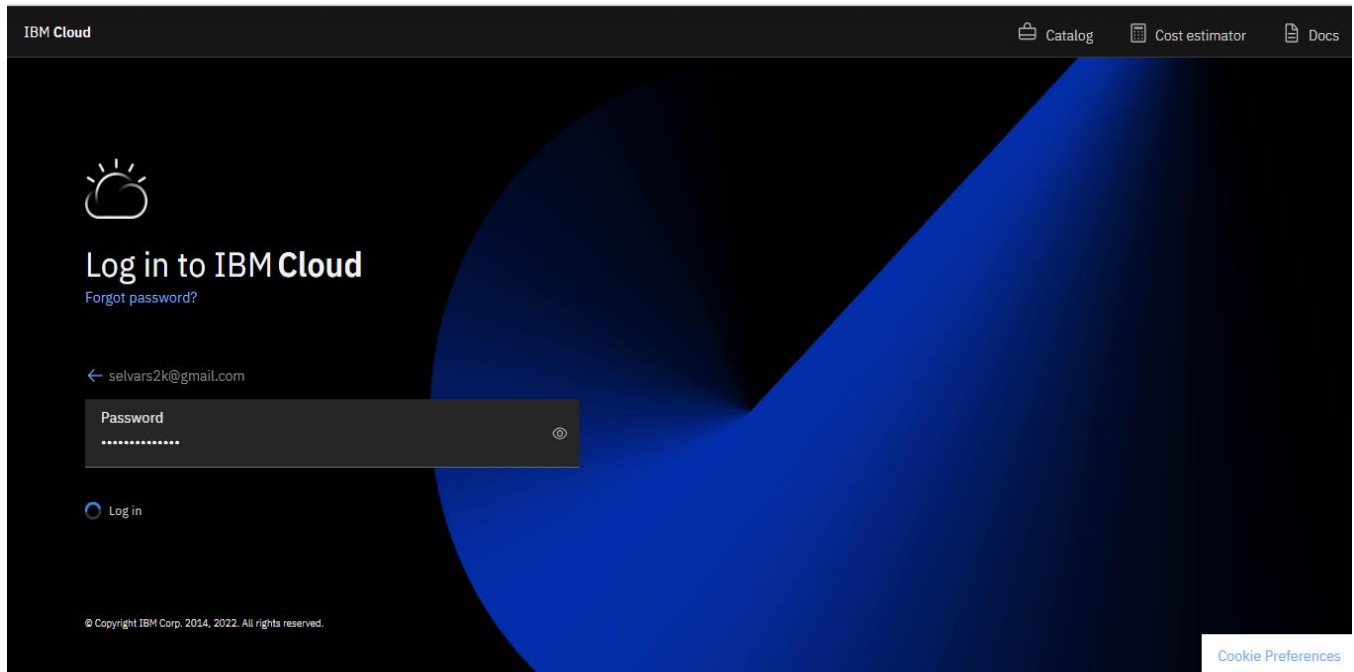 IBM Cloud
Catalog
Cost estimator
Docs
Log in to IBM Cloud
Forgot password?
← selvars2k@gmail.com
Password
••••••••••••••
Log in
© Copyright IBM Corp. 2014, 2022. All rights reserved.
Cookie Preferences